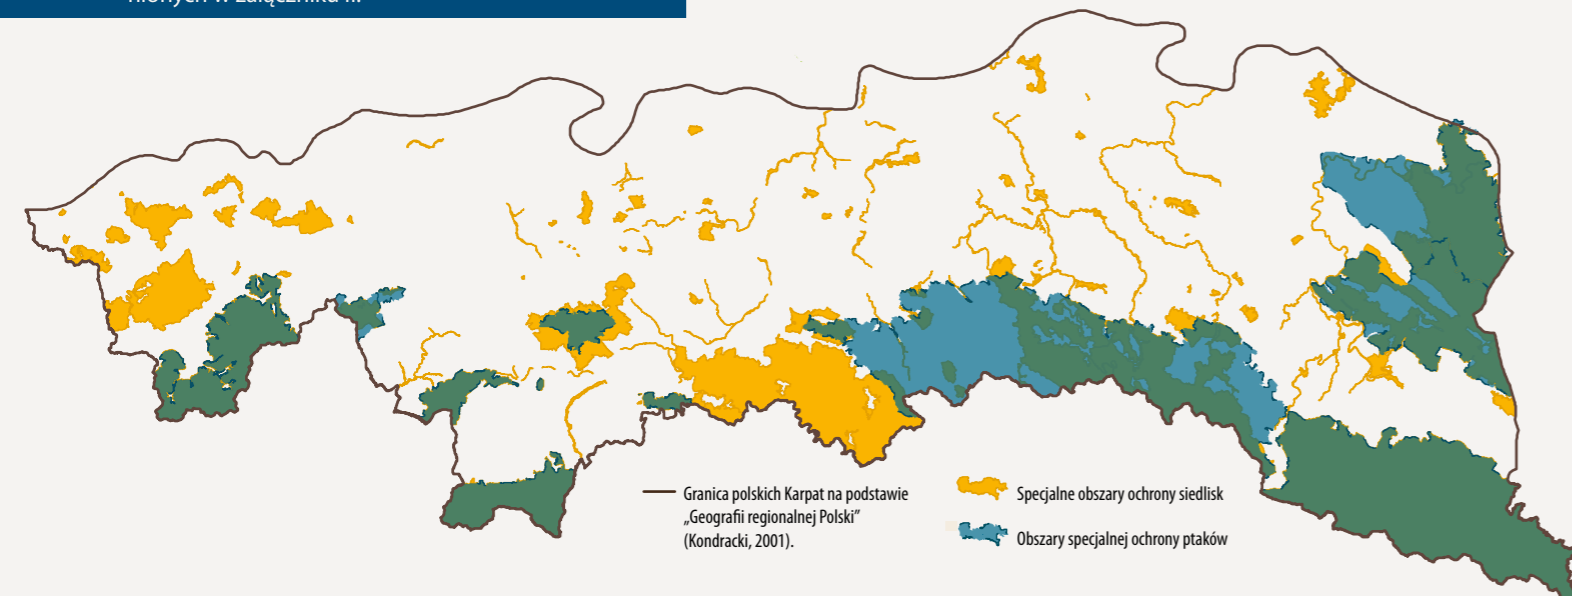 Granica polskich Karpat na podstawie
„Geografii regionalnej Polski”
(Kondracki, 2001).
Specjalne obszary ochrony siedlisk
Obszary specjalnej ochrony ptaków